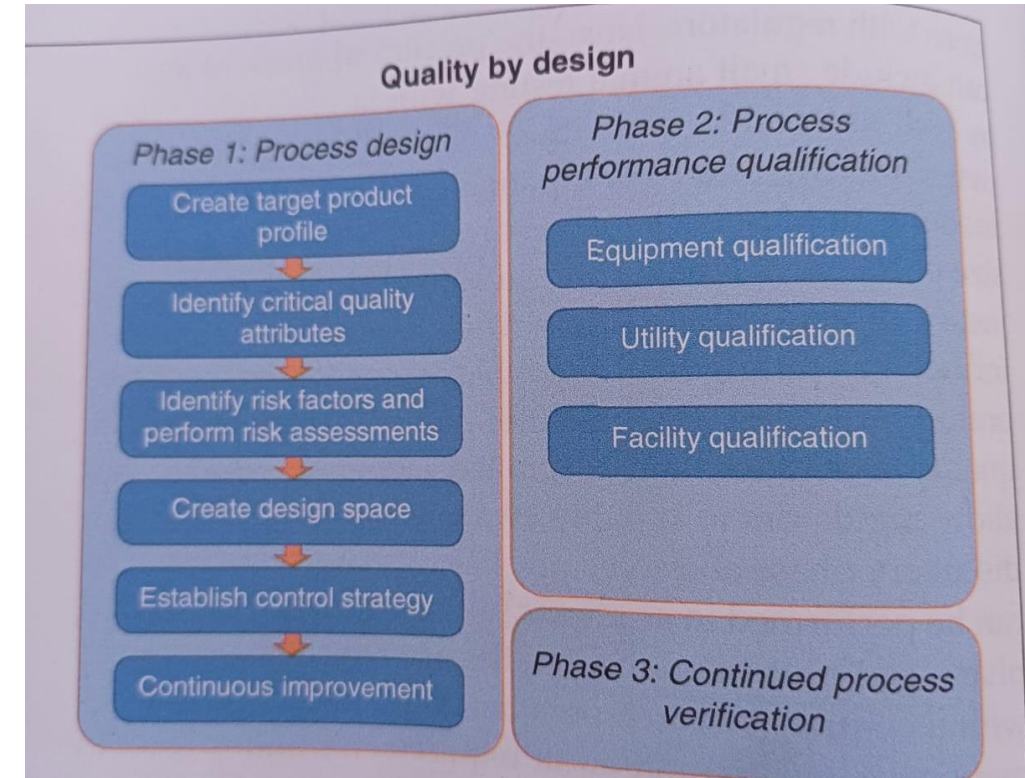 Quality by design
Phase 1: Process design
Create target product
profile
Identify critical quality
attributes
Identify risk factors and
perform risk assessments
Create design space
Establish control strategy
Continuous improvement
Phase 2: Process
performance qualification
Equipment qualification
Utility qualification
Facility qualification
Phase 3: Continued process
verification